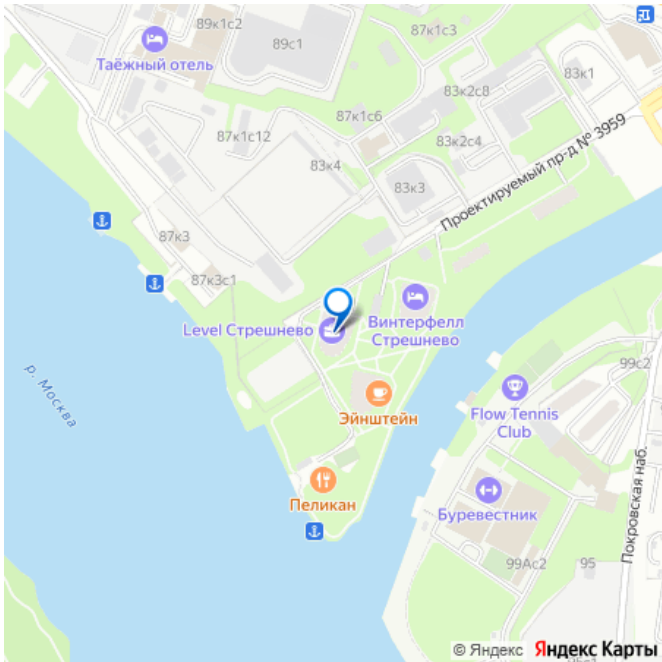 89к1с2
87к1с3
89с1
Таёжный отель
83к1
83к2с8
87к1с6
87к1с12
83к2с4
Проектируемый пр-д № 3959
83к4
83к3
87к3
87к3с1
Винтерфелл
Стрешнево
Level Стрешнево
99с2
р. Москва
Flow Tennis
Club
Эйнштейн
Покровская наб.
Пеликан
Буревестник
99Ас2
95
© Яндекс Яндекс Карты